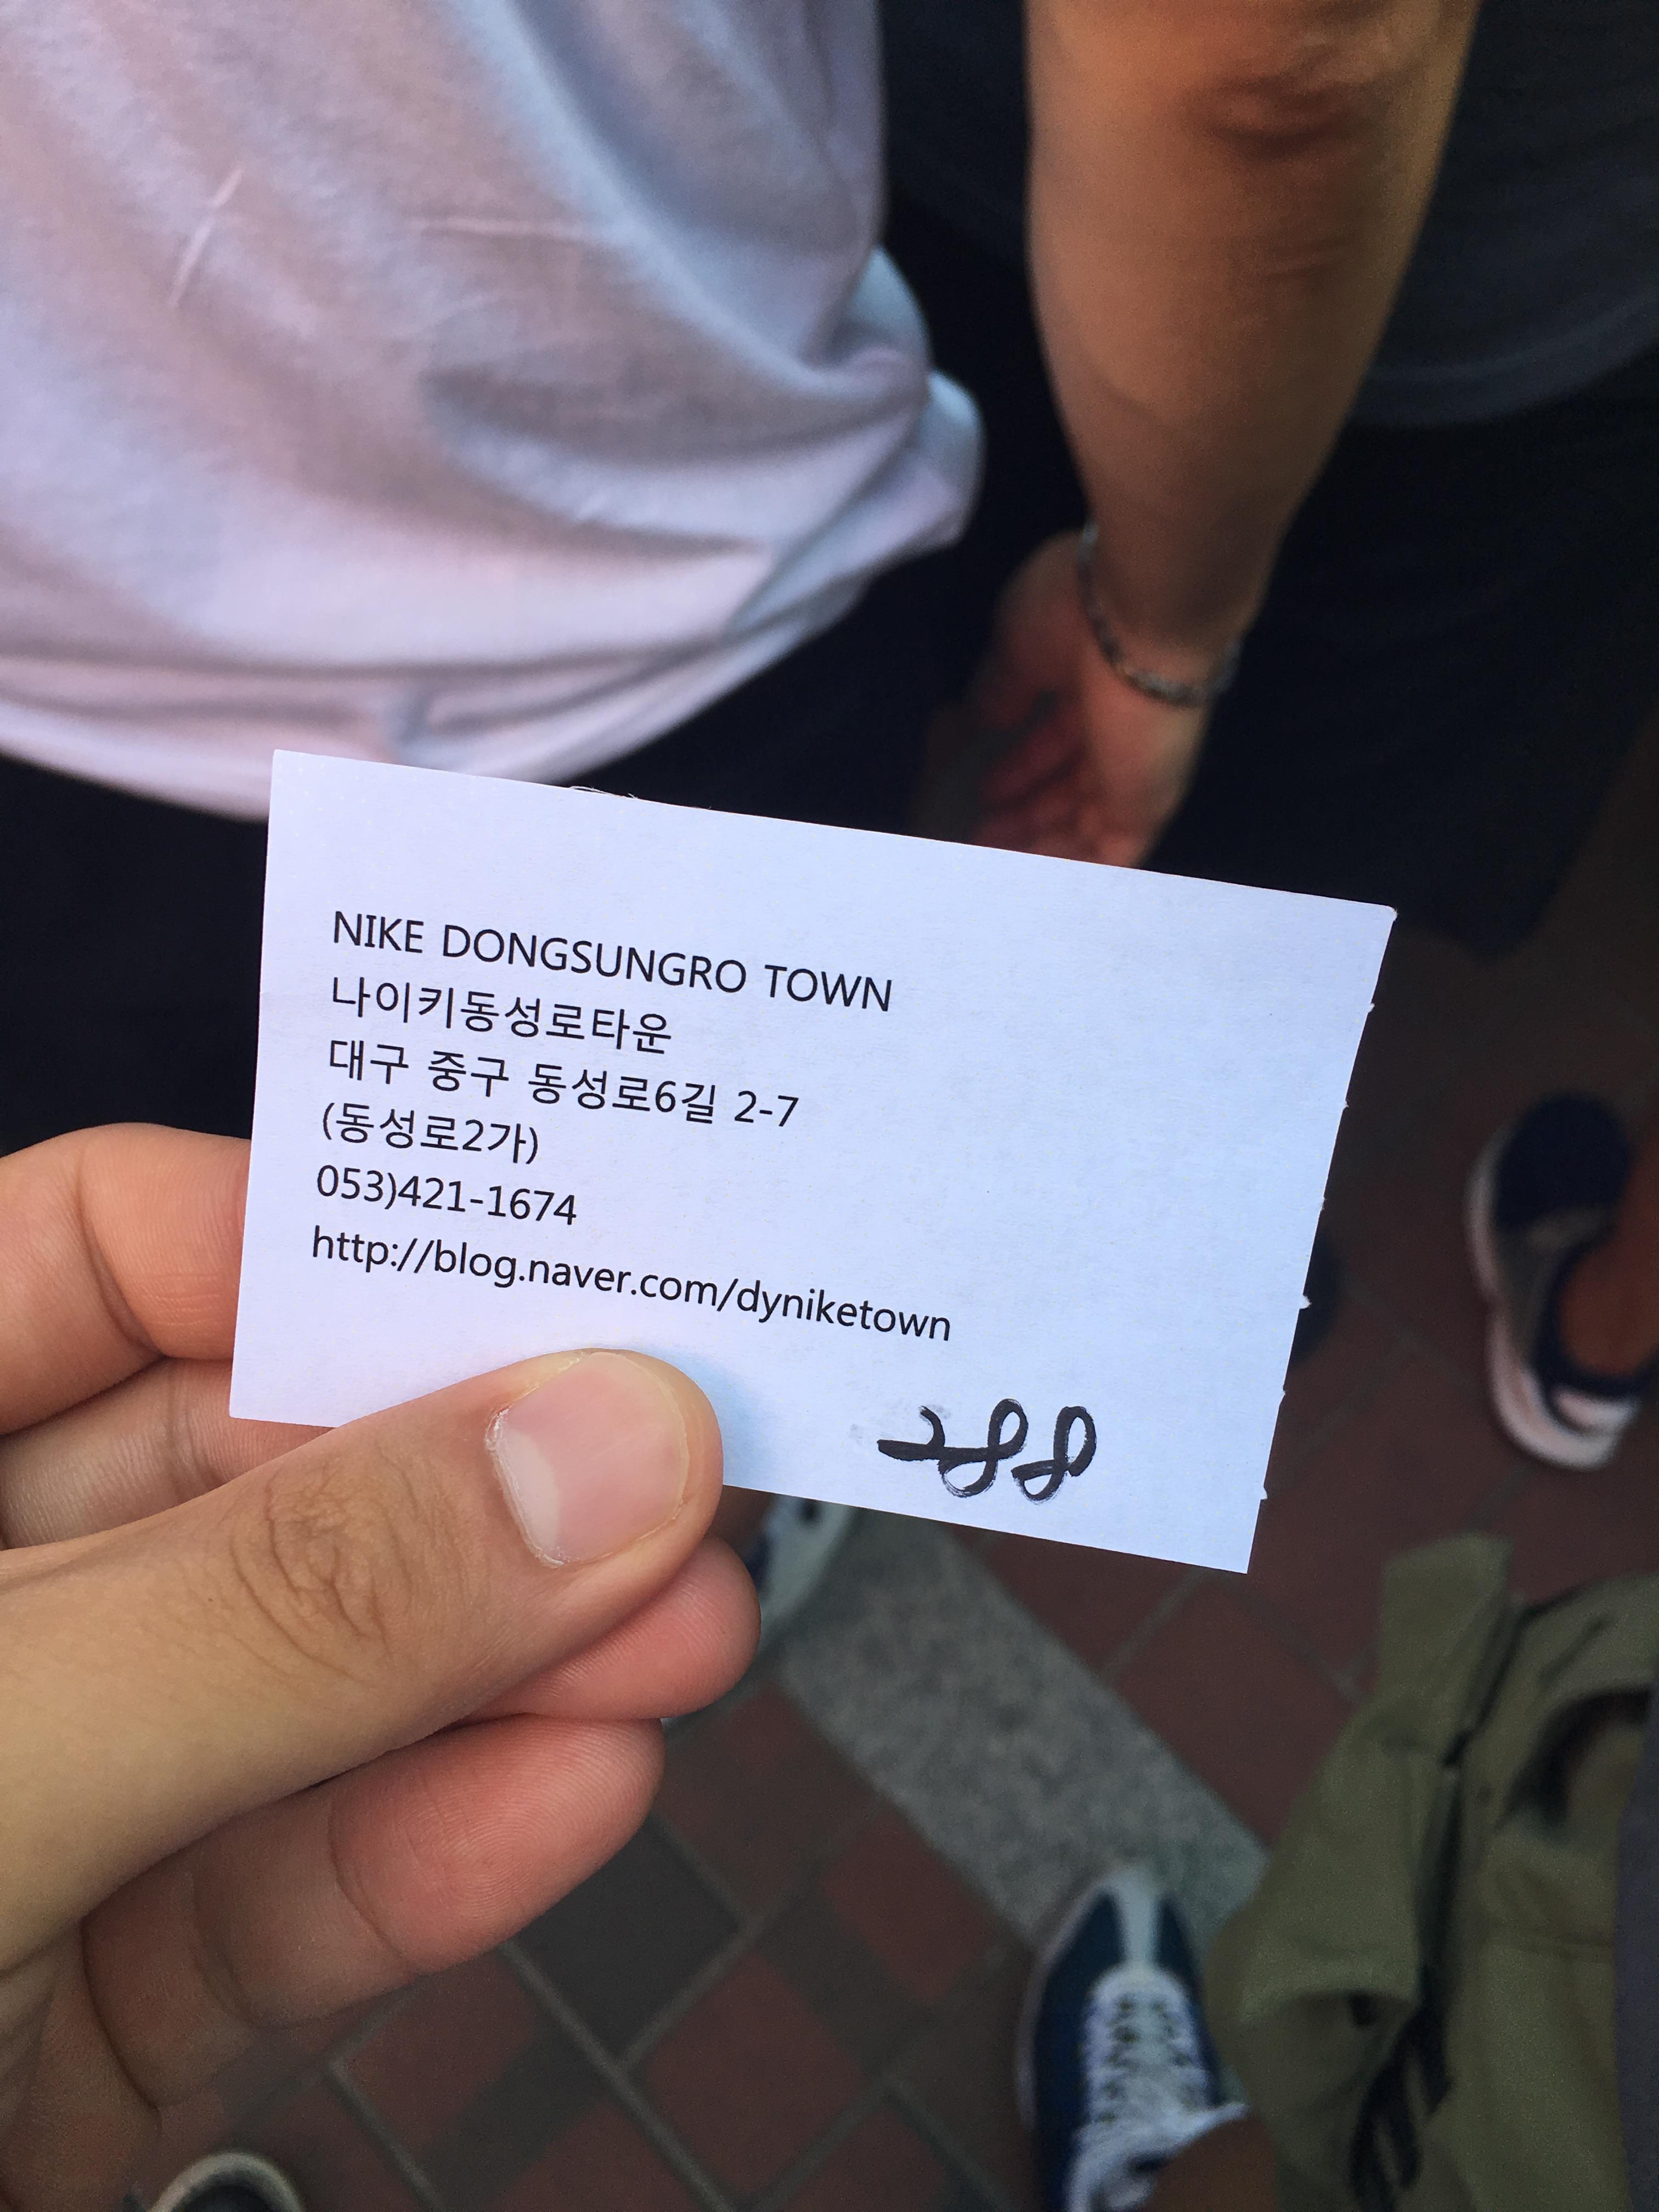 NIKE DONGSUNGRO TOWN
나이키동성로타운
대구 중구 동성로6길 2-7
(동성로2가)
053)421-1674
http://blog.naver.com/dyniketown
288